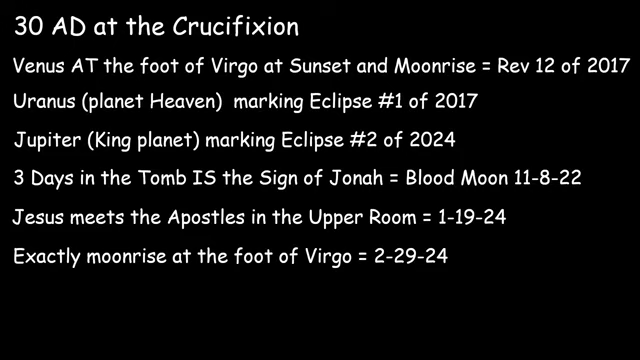 30 AD at the Crucifixion
Venus AT the foot of Virgo at Sunset and Moonrise = Rev 12 of 2017
Uranus (planet Heaven) marking Eclipse #1 of 2017
Jupiter (King planet) marking Eclipse #2 of 2024
3 Days in the Tomb IS the Sign of Jonah = Blood Moon 11-8-22
Jesus meets the Apostles in the Upper Room = 1-19-24
Exactly moonrise at the foot of Virgo = 2-29-24